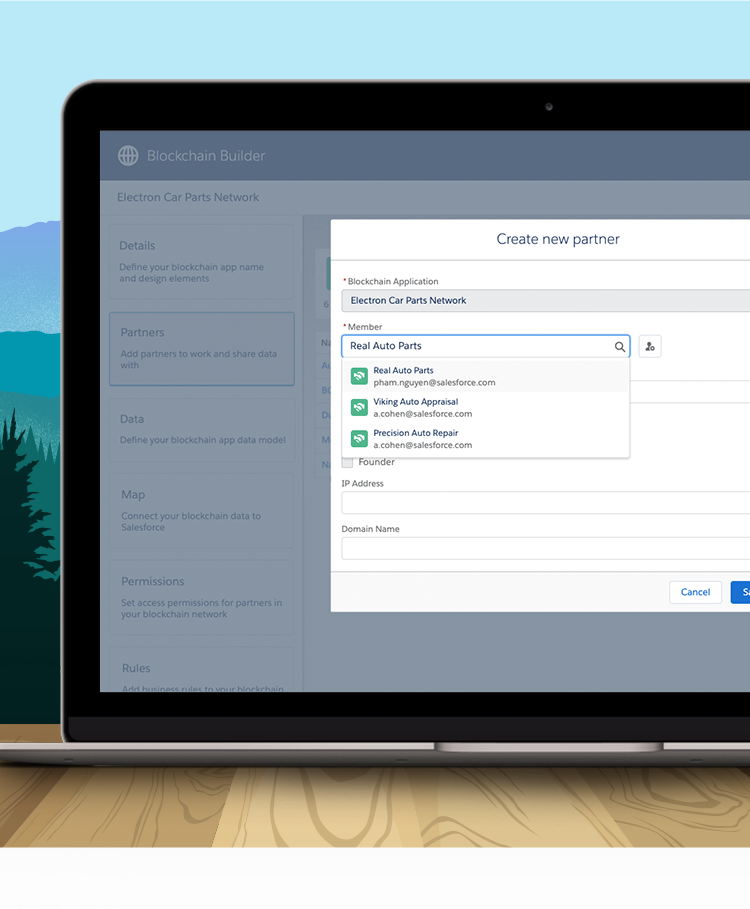 Blockchain Builder
Electron Car Parts Network
Details
Define your blockchain app name
and design elements
Partners
Add partners to work and share data
with
Data
Define your blockchain app data model
Map
Connect your blockchain data to
Salesforce
Permissions
Set access permissions for partners in
your blockchain network
Rules
Add business rules to your blockchain
6
Create new partner
*Blockchain Application
Electron Car Parts Network
*Member
Real Auto Parts
Real Auto Parts
pham.nguyen@salesforce.com
Viking Auto Appraisal
a.cohen@salesforce.com
Precision Auto Repair
a.cohen@salesforce.com
Founder
IP Address
Domain Name
Cancel